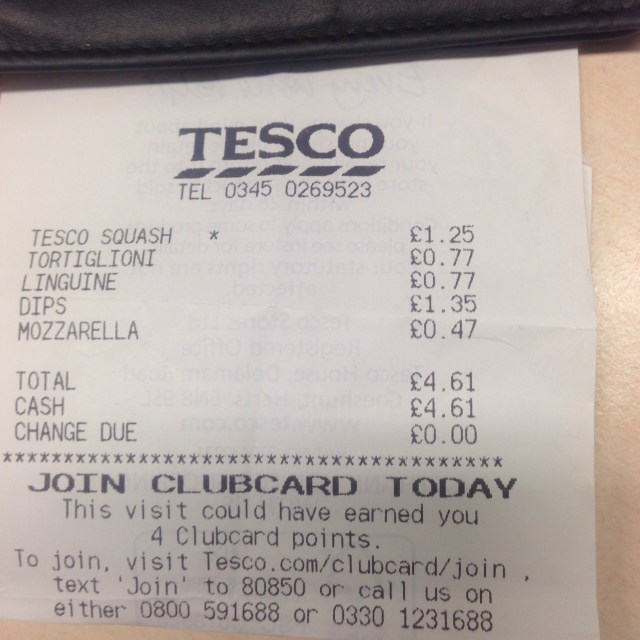 TESCO
TEL 0345 0269523
TESCO SQUASH * £1.25
TORTIGLIONI £0.77
LINGUINE £0.77
DIPS £1.35
MOZZARELLA £0.47
TOTAL £4.61
CASH £4.61
CHANGE DUE £0.00
****************************************
JOIN CLUBCARD TODAY
This visit could have earned you
4 Clubcard points.
To join, visit Tesco.com/clubcard/join ,
text 'Join' to 80850 or call us on
either 0800 591688 or 0330 1231688